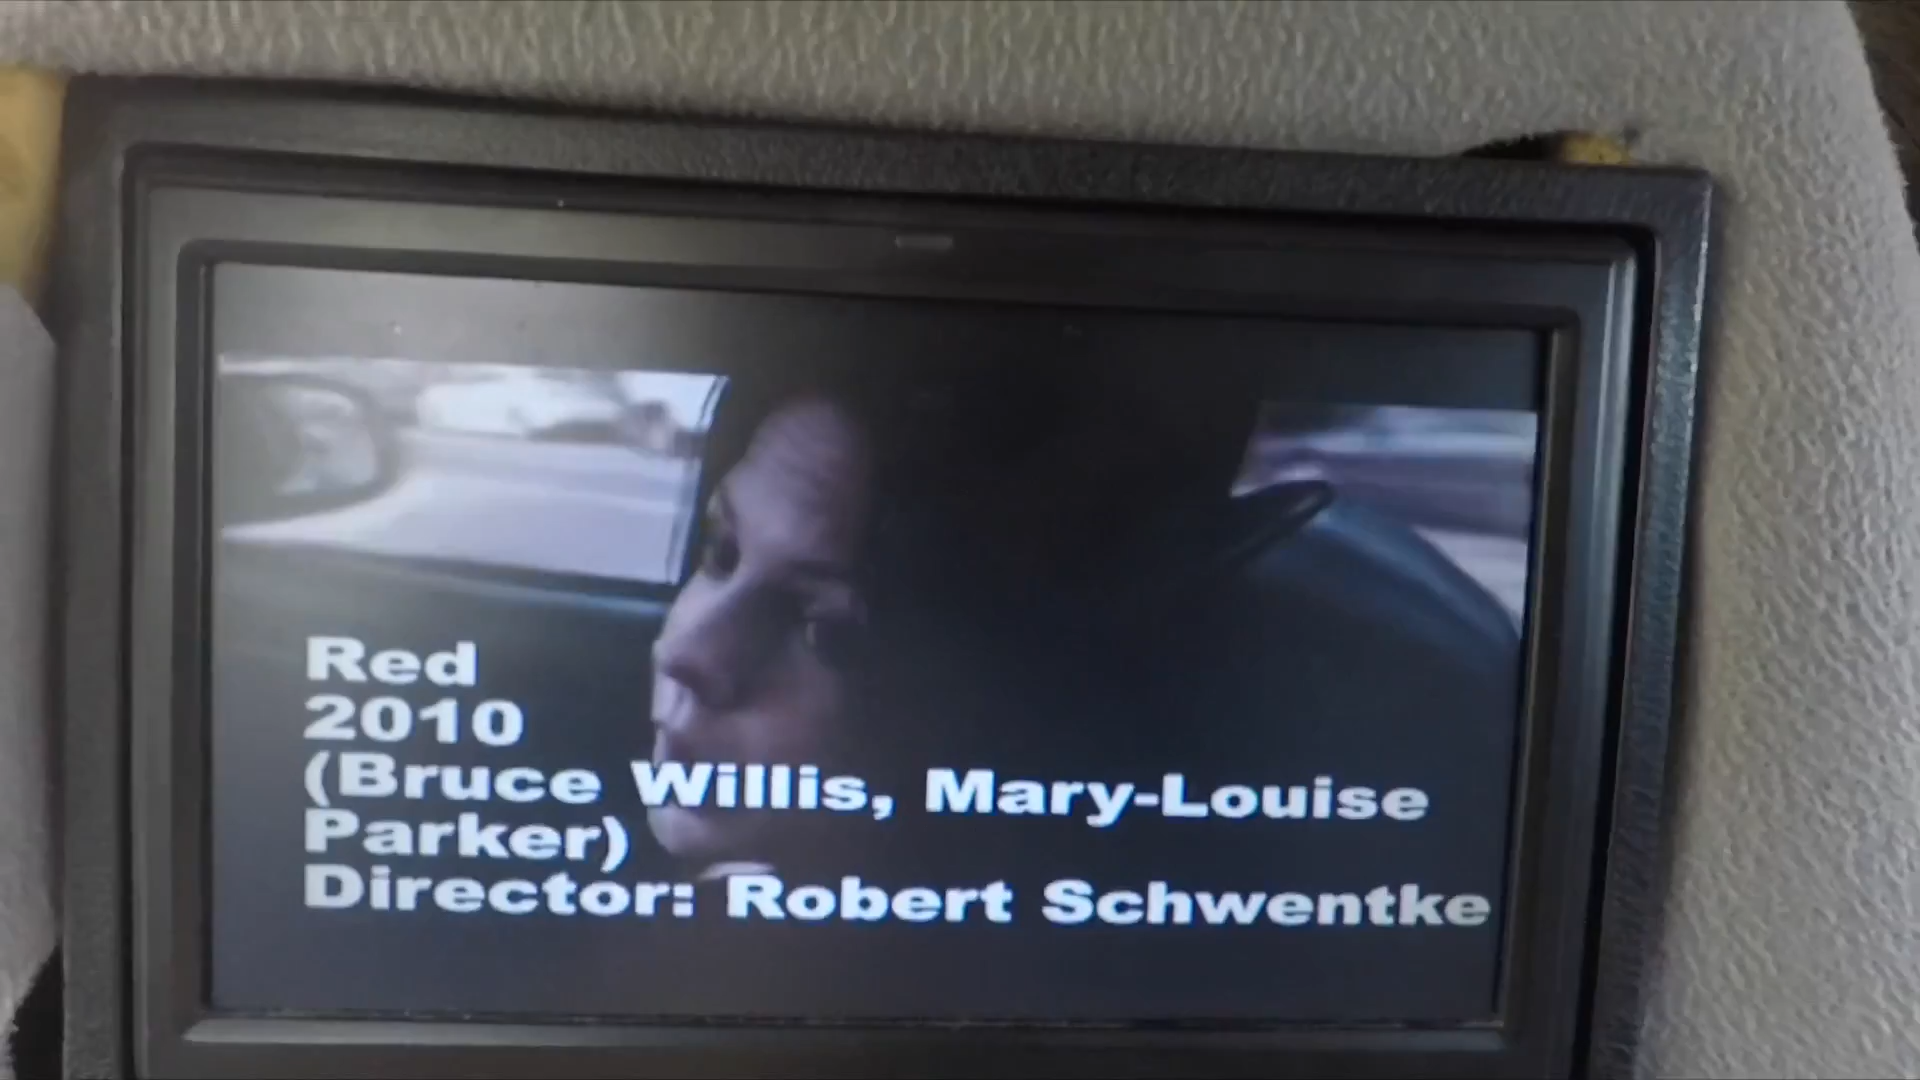 Red
2010
(Bruce Willis, Mary-Louise
Parker)
Director: Robert Schwentke